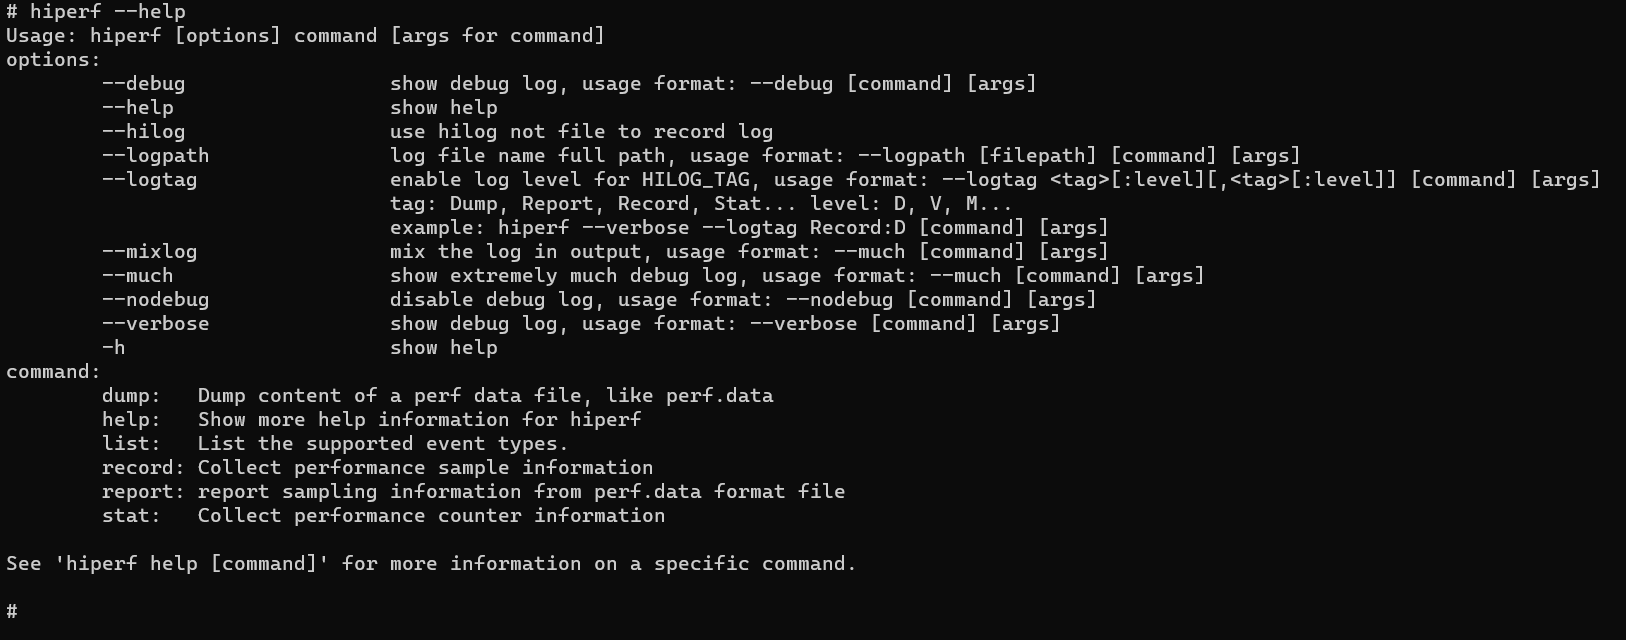 # hiperf --help
Usage: hiperf [options] command [args for command]
options:
        --debug                 show debug log, usage format: --debug [command] [args]
        --help                  show help
        --hilog                 use hilog not file to record log
        --logpath               log file name full path, usage format: --logpath [filepath] [command] [args]
        --logtag                enable log level for HILOG_TAG, usage format: --logtag <tag>[:level][,<tag>[:level]] [command] [args]
                                tag: Dump, Report, Record, Stat... level: D, V, M...
                                example: hiperf --verbose --logtag Record:D [command] [args]
        --mixlog                mix the log in output, usage format: --much [command] [args]
        --much                  show extremely much debug log, usage format: --much [command] [args]
        --nodebug               disable debug log, usage format: --nodebug [command] [args]
        --verbose               show debug log, usage format: --verbose [command] [args]
        -h                      show help
command:
        dump:   Dump content of a perf data file, like perf.data
        help:   Show more help information for hiperf
        list:   List the supported event types.
        record: Collect performance sample information
        report: report sampling information from perf.data format file
        stat:   Collect performance counter information

See 'hiperf help [command]' for more information on a specific command.

#